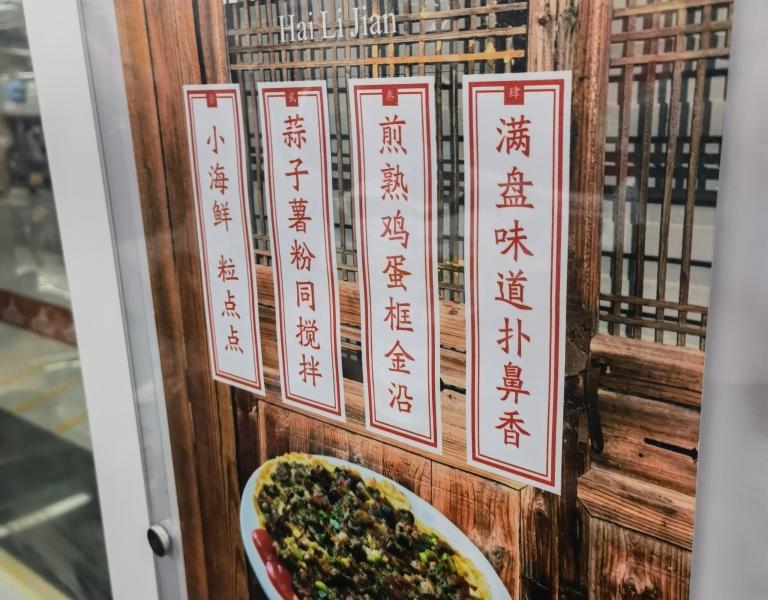 Hai Li Jian
壹
小海鲜 粒点点
贰
蒜子薯粉同搅拌
叁
煎熟鸡蛋框金沿
肆
满盘味道扑鼻香